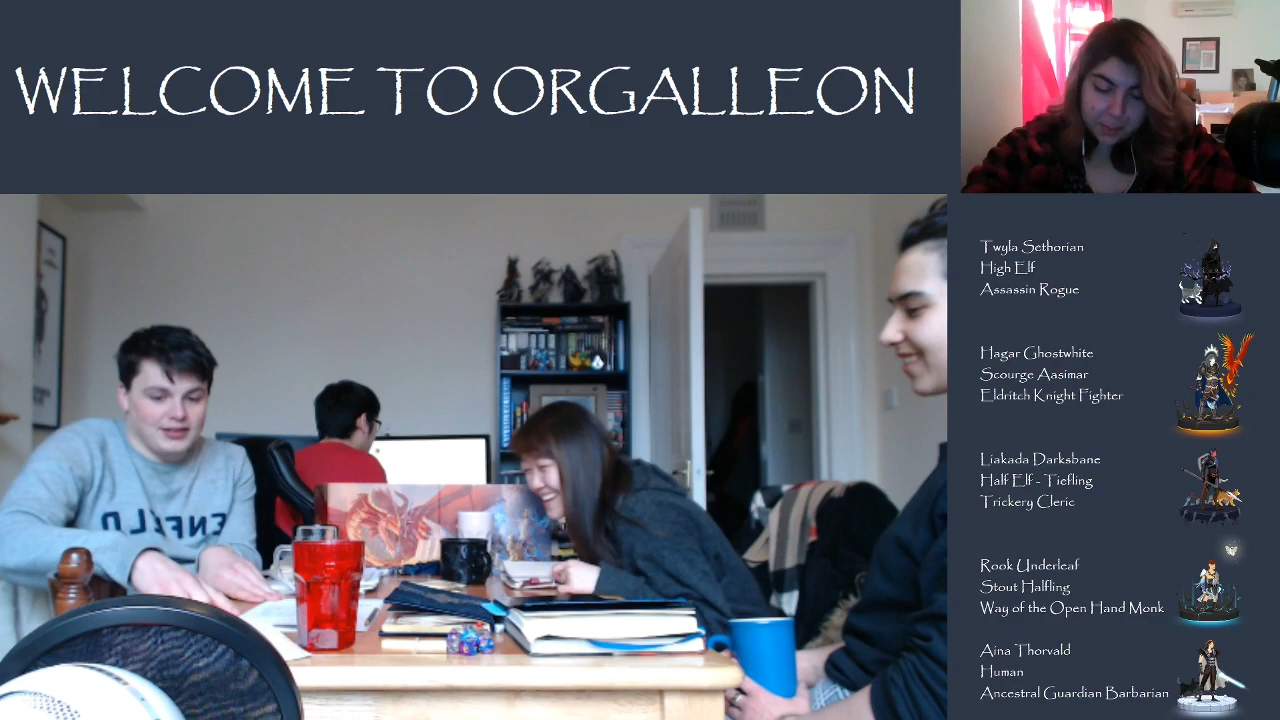 WELCOME TO ORGALLEON
Twyla Sethorian
High Elf
Assassin Rogue
Hagar Ghostwhite
Scourge Aasimar
Eldritch Knight Fighter
Liakada Darksbane
Half Elf - Tiefling
Trickery Cleric
Rook Underleaf
Stout Halfling
Way of the Open Hand Monk
Aina Thorvald
Human
Ancestral Guardian Barbarian
ENFELD